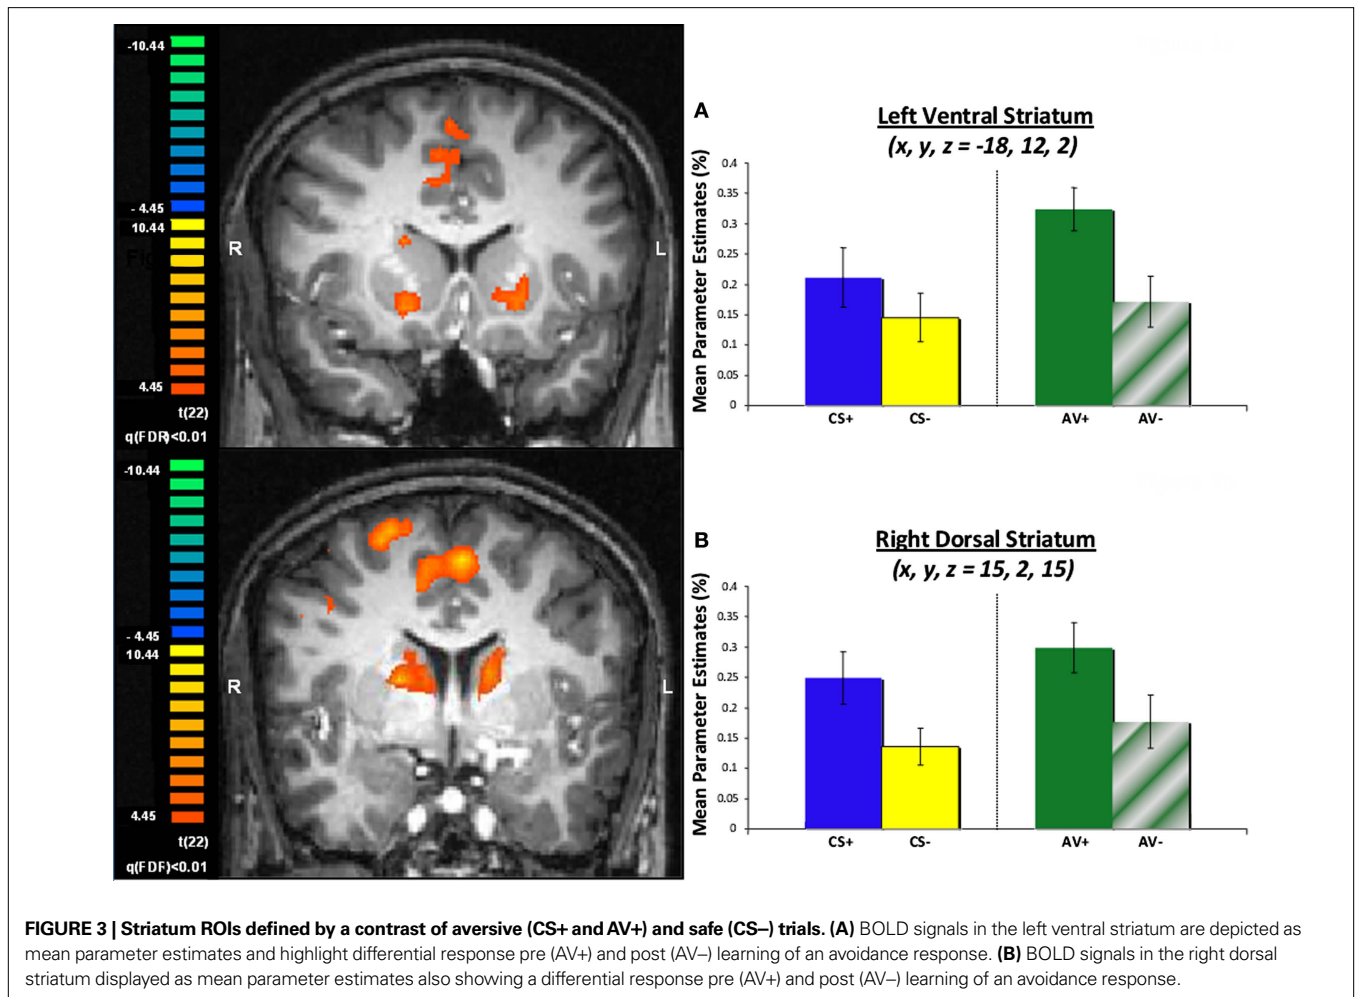 -10.44
- 4.45
10.44
4.45
t(22)
q(FDR)<0.01
R
L
A
Left Ventral Striatum
(x, y, z = -18, 12, 2)
Mean Parameter Estimates (%)
0.4
0.35
0.3
0.25
0.2
0.15
0.1
0.05
0
CS+
CS-
AV+
AV-
-10.44
- 4.45
10.44
4.45
t(22)
q(FDF)<0.01
R
L
B
Right Dorsal Striatum
(x, y, z = 15, 2, 15)
Mean Parameter Estimates (%)
0.4
0.35
0.3
0.25
0.2
0.15
0.1
0.05
0
CS+
CS-
AV+
AV-
FIGURE 3 | Striatum ROIs defined by a contrast of aversive (CS+ and AV+) and safe (CS–) trials. (A) BOLD signals in the left ventral striatum are depicted as
mean parameter estimates and highlight differential response pre (AV+) and post (AV–) learning of an avoidance response. (B) BOLD signals in the right dorsal
striatum displayed as mean parameter estimates also showing a differential response pre (AV+) and post (AV–) learning of an avoidance response.